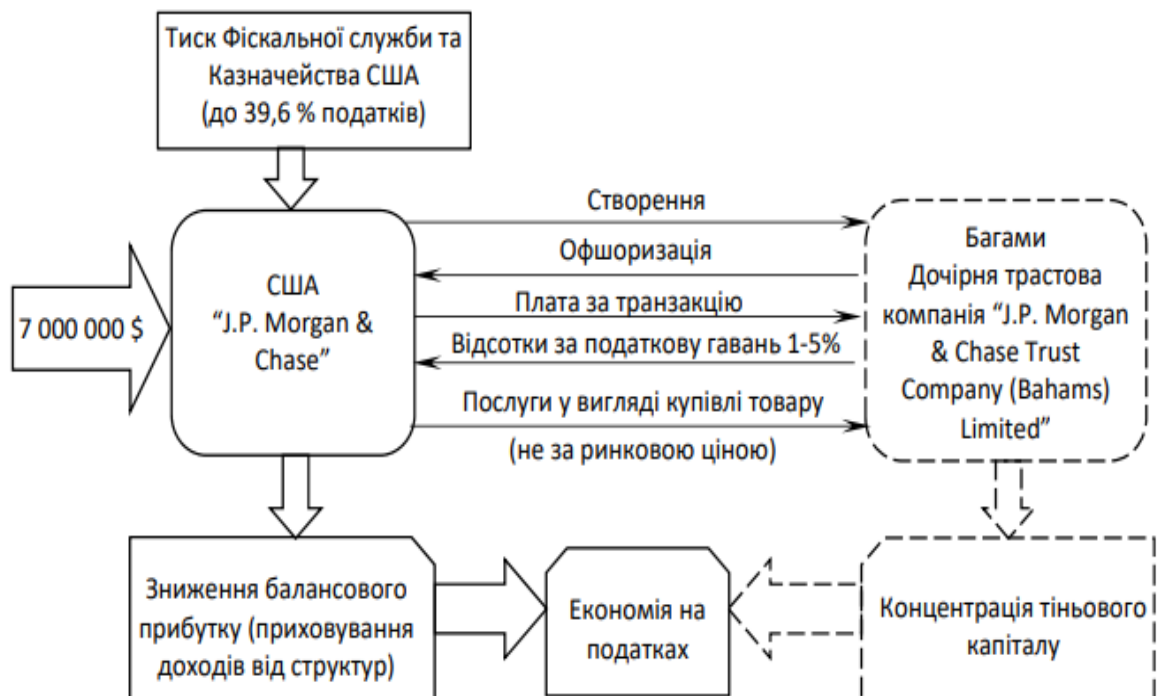 Тиск Фіскальної служби та
Казначейства США
(до 39,6 % податків)
7 000 000 $
США
“J.P. Morgan &
Chase”
Створення
Офшоризація
Плата за транзакцію
Відсотки за податкову гавань 1-5%
Послуги у вигляді купівлі товару
(не за ринковою ціною)
Багами
Дочірня трастова
компанія “J.P. Morgan
& Chase Trust
Company (Bahams)
Limited”
Зниження балансового
прибутку (приховування
доходів від структур)
Економія на
податках
Концентрація тіньового
капіталу